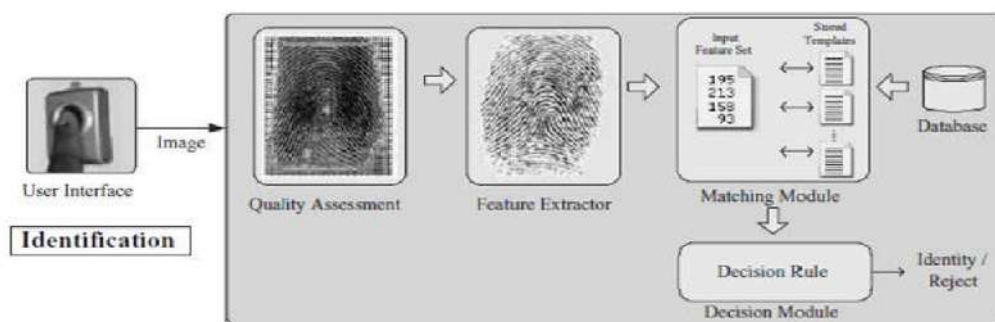 Input
Feature Set
Stored
Templates
195
213
158
93
Image
Database
User Interface
Quality Assessment
Feature Extractor
Matching Module
Identification
Decision Rule
Identity /
Reject
Decision Module